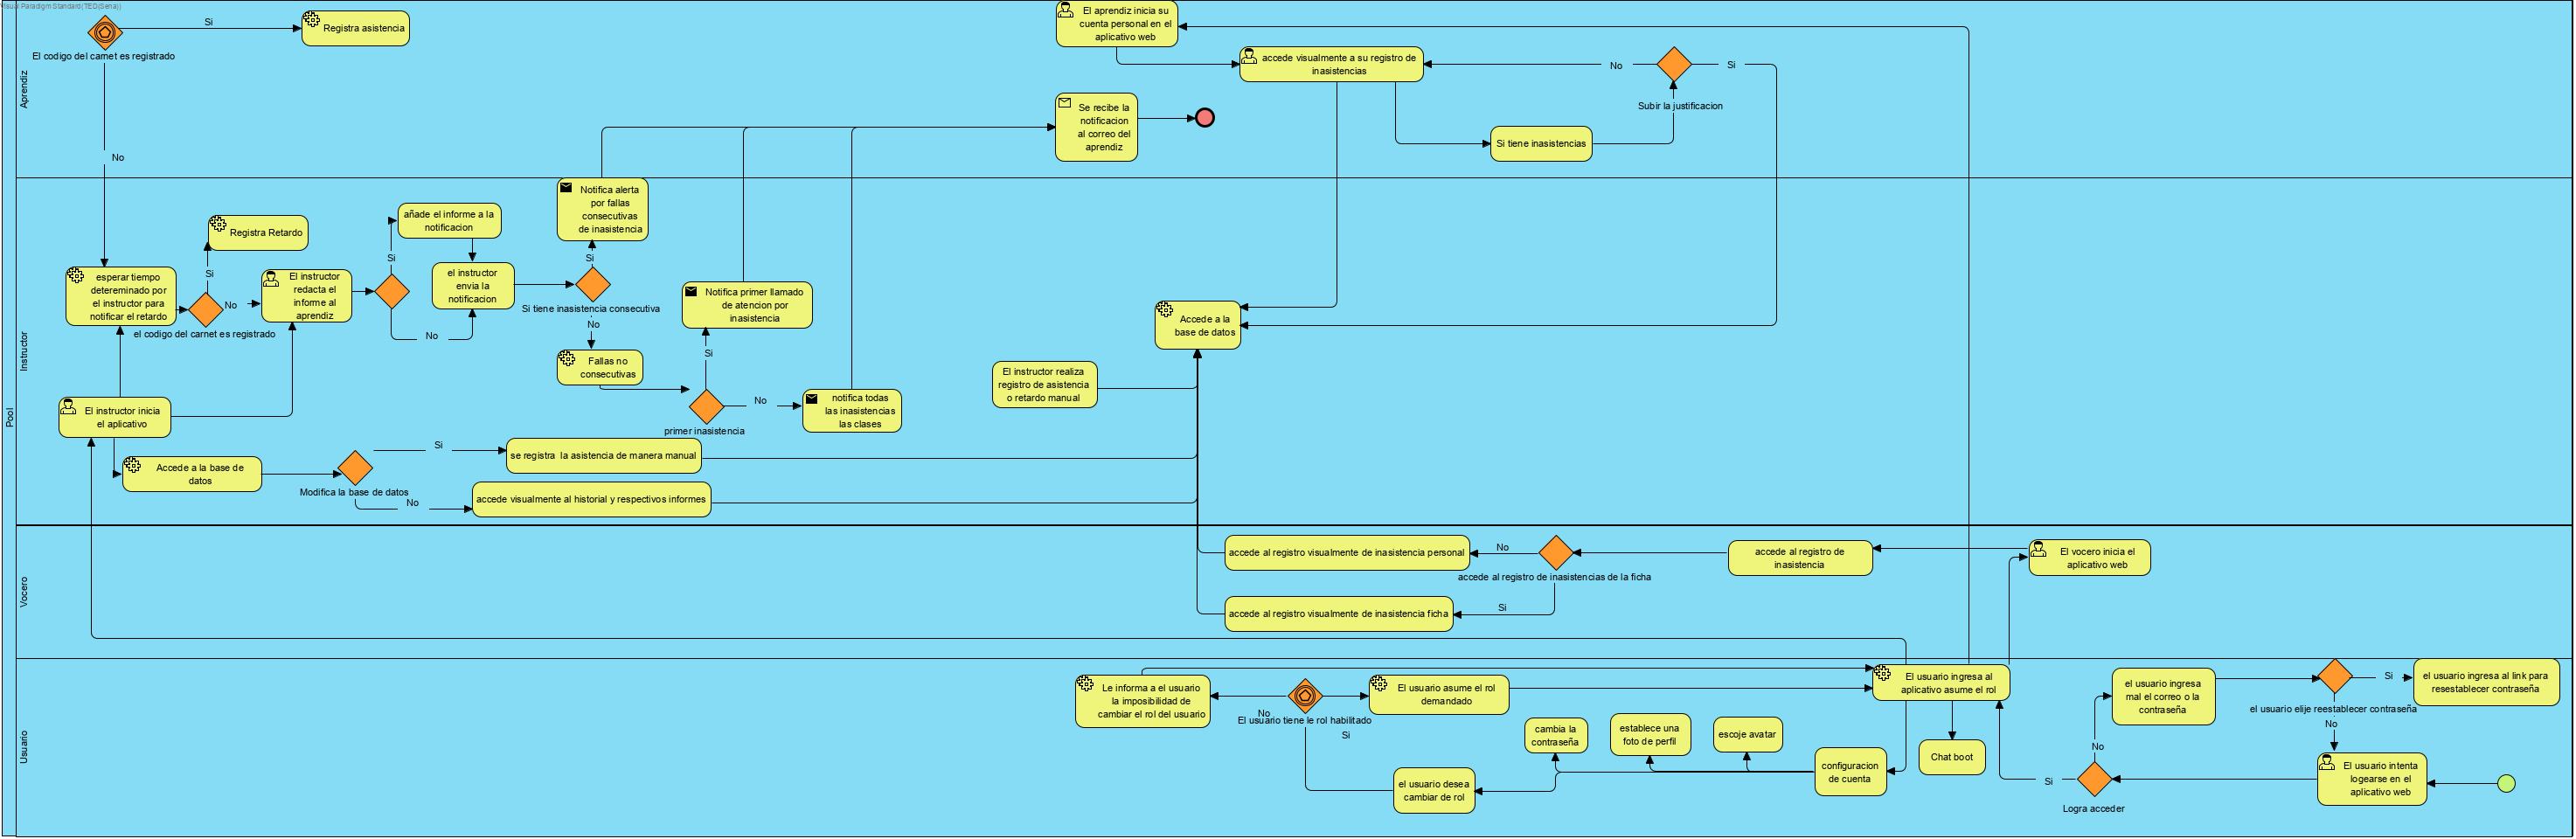 Visual Paradigm Standard(TEO(Sena))
Pool
Aprendiz
El codigo del carnet es registrado
Si
Registra asistencia
No
El aprendiz inicia su
cuenta personal en el
aplicativo web
accede visualmente a su registro de
inasistencias
No
Si
Subir la justificacion
Si tiene inasistencias
Se recibe la
notificacion
al correo del
aprendiz
Instructor
esperar tiempo
detereminado por
el instructor para
notificar el retardo
Registra Retardo
Si
No
el codigo del carnet es registrado
El instructor
redacta el
informe al
aprendiz
Si
No
añade el informe a la
notificacion
el instructor
envia la
notificacion
Notifica alerta
por fallas
consecutivas
de inasistencia
Si
Si tiene inasistencia consecutiva
No
Fallas no
consecutivas
Notifica primer llamado
de atencion por
inasistencia
Si
No
primer inasistencia
notifica todas
las inasistencias
las clases
El instructor inicia
el aplicativo
Accede a la base de
datos
Modifica la base de datos
Si
No
se registra la asistencia de manera manual
accede visualmente al historial y respectivos informes
El instructor realiza
registro de asistencia
o retardo manual
Accede a la
base de datos
Vocero
accede al registro visualmente de inasistencia personal
No
accede al registro de inasistencias de la ficha
Si
accede al registro visualmente de inasistencia ficha
accede al registro de
inasistencia
El vocero inicia el
aplicativo web
Usuario
Le informa a el usuario
la imposibilidad de
cambiar el rol del usuario
No
El usuario tiene le rol habilitado
Si
El usuario asume el rol
demandado
El usuario ingresa al
aplicativo asume el rol
cambia la
contraseña
establece una
foto de perfil
escoje avatar
configuracion
de cuenta
el usuario desea
cambiar de rol
Chat boot
el usuario ingresa
mal el correo o la
contraseña
No
Si
Logra acceder
el usuario elije reestablecer contraseña
Si
No
el usuario ingresa al link para
resestablecer contraseña
El usuario intenta
logearse en el
aplicativo web